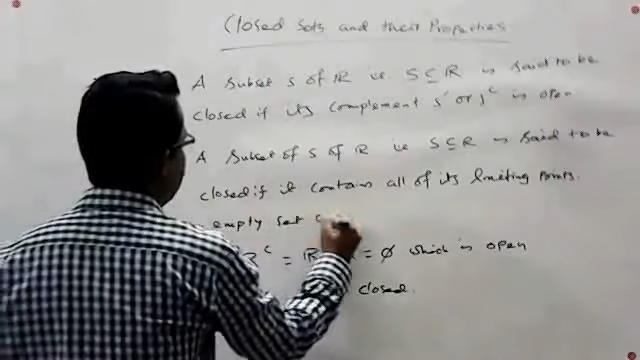 Closed Sets and their Properties
A Subset S of R i.e. S ⊆ R is said to be
closed if its complement S' or S^c is open
A Subset of S of R i.e S ⊆ R is said to be
closed if it contains all of its limiting points.
empty set
R^c = R = ∅ which is open
closed.